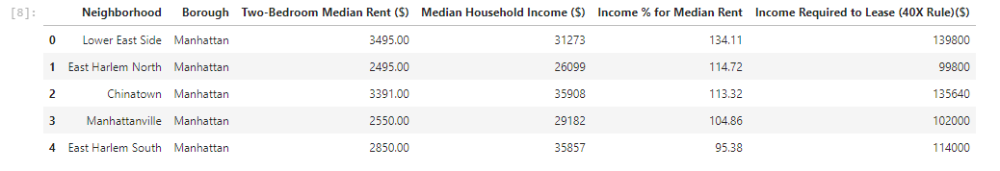 [8]: Neighborhood Borough Two-Bedroom Median Rent ($) Median Household Income ($) Income % for Median Rent Income Required to Lease (40X Rule)($)
0 Lower East Side Manhattan 3495.00 31273 134.11 139800
1 East Harlem North Manhattan 2495.00 26099 114.72 99800
2 Chinatown Manhattan 3391.00 35908 113.32 135640
3 Manhattanville Manhattan 2550.00 29182 104.86 102000
4 East Harlem South Manhattan 2850.00 35857 95.38 114000